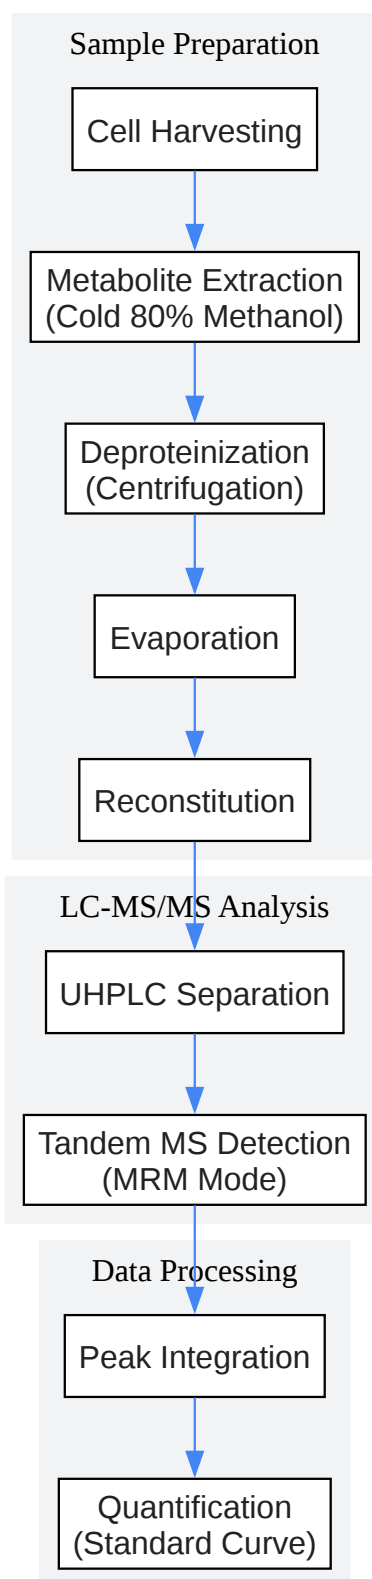 Sample Preparation
Cell Harvesting
Metabolite Extraction
(Cold 80% Methanol)
Deproteinization
(Centrifugation)
Evaporation
Reconstitution
LC-MS/MS Analysis
UHPLC Separation
Tandem MS Detection
(MRM Mode)
Data Processing
Peak Integration
Quantification
(Standard Curve)